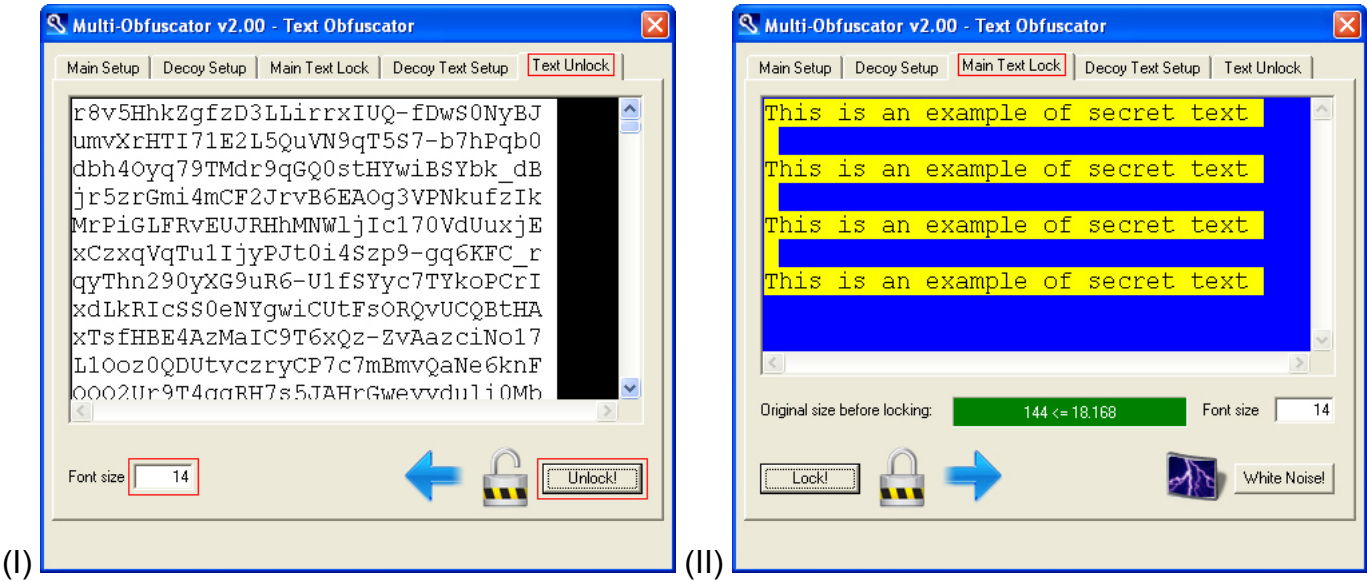 Multi-Obfuscator v2.00 - Text Obfuscator
Main Setup Decoy Setup Main Text Lock Decoy Text Setup Text Unlock
r8v5HhkZgfzD3LLirrxIUQ-fDwS0NyBJ
umvXrHTI71E2L5QuVN9qT5S7-b7hPqb0
dbh4Oyq79TMdr9qGQ0stHYwiBSYbk_dB
jr5zrGmi4mCF2JrvB6EAOg3VPNkufzIk
MrPiGLFRvEUJRHhMNWljIc170VdUuxjE
xCzxqVqTu1IjyPJt0i4Szp9-gq6KFC_r
qyThn290yXG9uR6-U1fSYyc7TYkoPCrI
xdLkRIcSS0eNYgwiCUtFsORQvUCQBtHA
xTsfHBE4AzMaIC9T6xQz-ZvAazciNo17
L1Ooz0QDUtvczryCP7c7mBmvQaNe6knF
Font size 14
Unlock!
(I)
Multi-Obfuscator v2.00 - Text Obfuscator
Main Setup Decoy Setup Main Text Lock Decoy Text Setup Text Unlock
This is an example of secret text
This is an example of secret text
This is an example of secret text
This is an example of secret text
Original size before locking: 144 <= 18.168 Font size 14
Lock! White Noise!
(II)